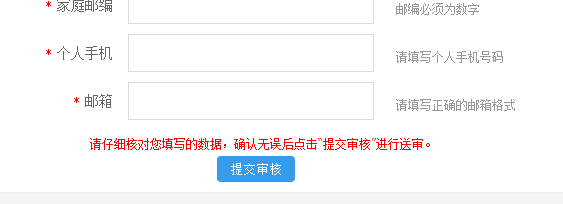 * 家庭邮编 邮编必须为数字
* 个人手机 请填写个人手机号码
* 邮箱 请填写正确的邮箱格式
请仔细核对您填写的数据，确认无误后点击“提交审核”进行送审。
提交审核